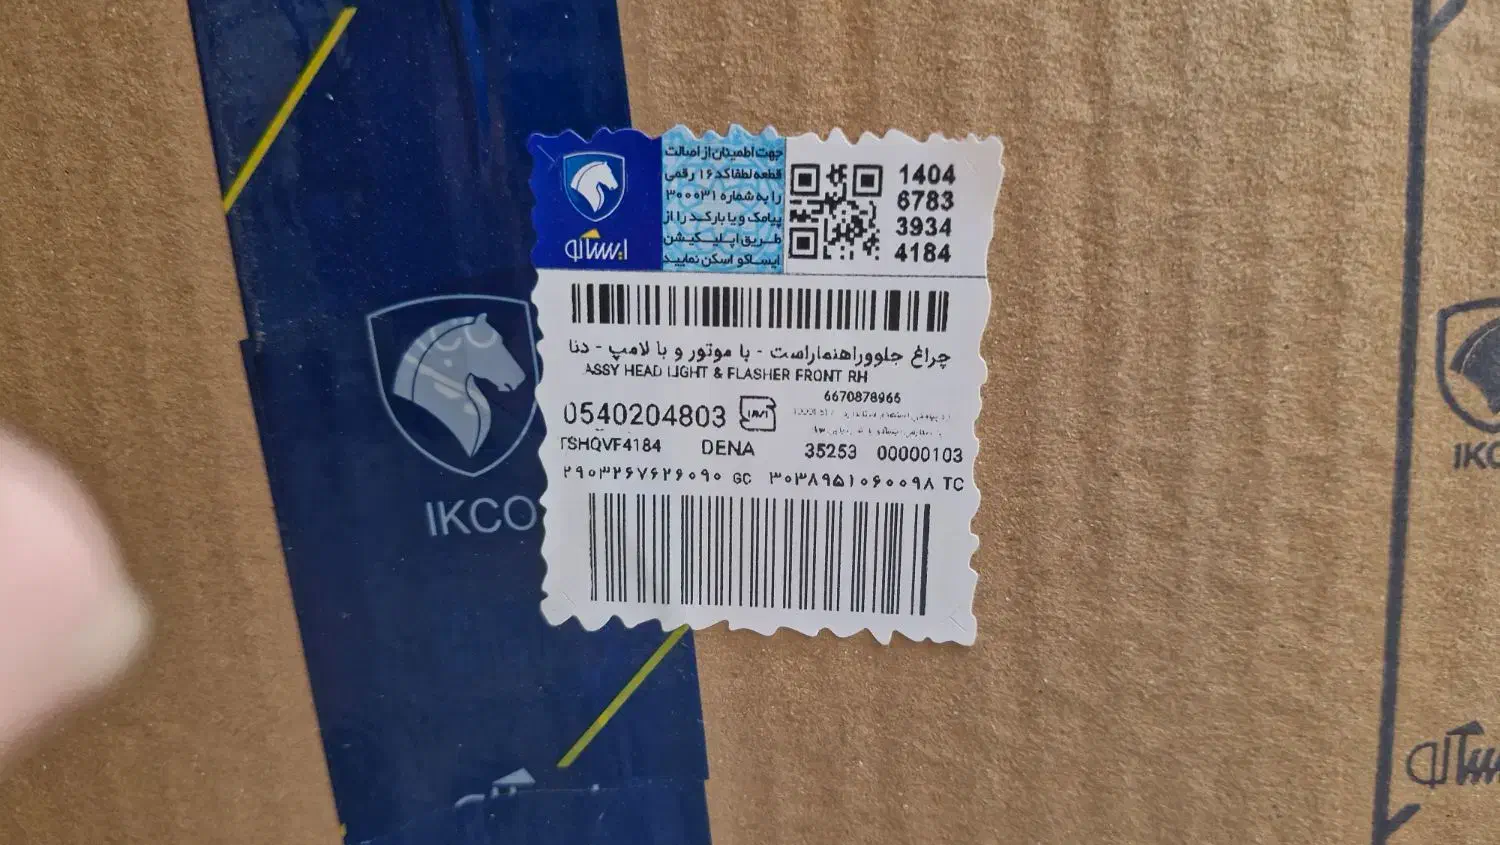 جهت اطمینان از اصالت
قطعه لطفا کد ۱۶ رقمی
را به شماره ۳۰۰۰۳۱
پیامک و یا بارکد را از
طریق اپلیکیشن
ایساکو اسکن نمایید
ایساکو
1404
6783
3934
4184
چراغ جلووراهنماراست - با موتور و با لامپ - دنا
ASSY HEAD LIGHT & FLASHER FRONT RH
6670878966
0540204803
TSHQVF4184 DENA 35253 00000103
۲۹۰۳۲۶۷۶۲۶۰۹۰ GC ۳۰۳۸۹۵۱۰۶۰۰۹۸ TC
IKCO
IKC